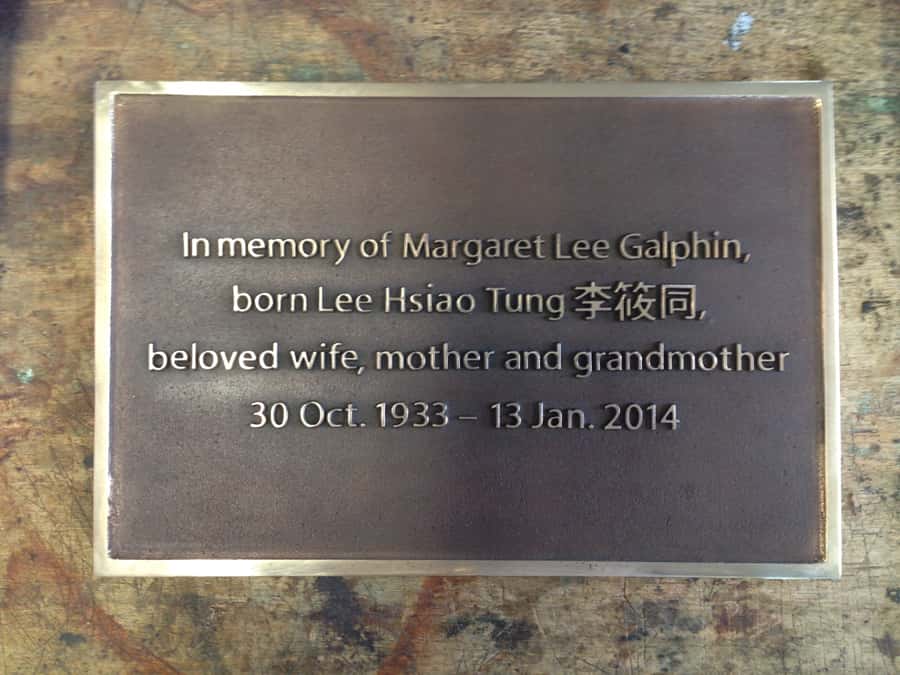 In memory of Margaret Lee Galphin,
born Lee Hsiao Tung 李筱同,
beloved wife, mother and grandmother
30 Oct. 1933 – 13 Jan. 2014